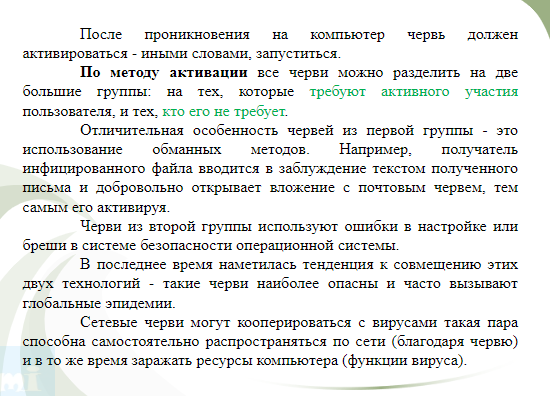 После проникновения на компьютер червь должен
активироваться - иными словами, запуститься.
По методу активации все черви можно разделить на две
большие группы: на тех, которые требуют активного участия
пользователя, и тех, кто его не требует.
Отличительная особенность червей из первой группы - это
использование обманных методов. Например, получатель
инфицированного файла вводится в заблуждение текстом полученного
письма и добровольно открывает вложение с почтовым червем, тем
самым его активируя.
Черви из второй группы используют ошибки в настройке или
бреши в системе безопасности операционной системы.
В последнее время наметилась тенденция к совмещению этих
двух технологий - такие черви наиболее опасны и часто вызывают
глобальные эпидемии.
Сетевые черви могут кооперироваться с вирусами такая пара
способна самостоятельно распространяться по сети (благодаря червю)
и в то же время заражать ресурсы компьютера (функции вируса).